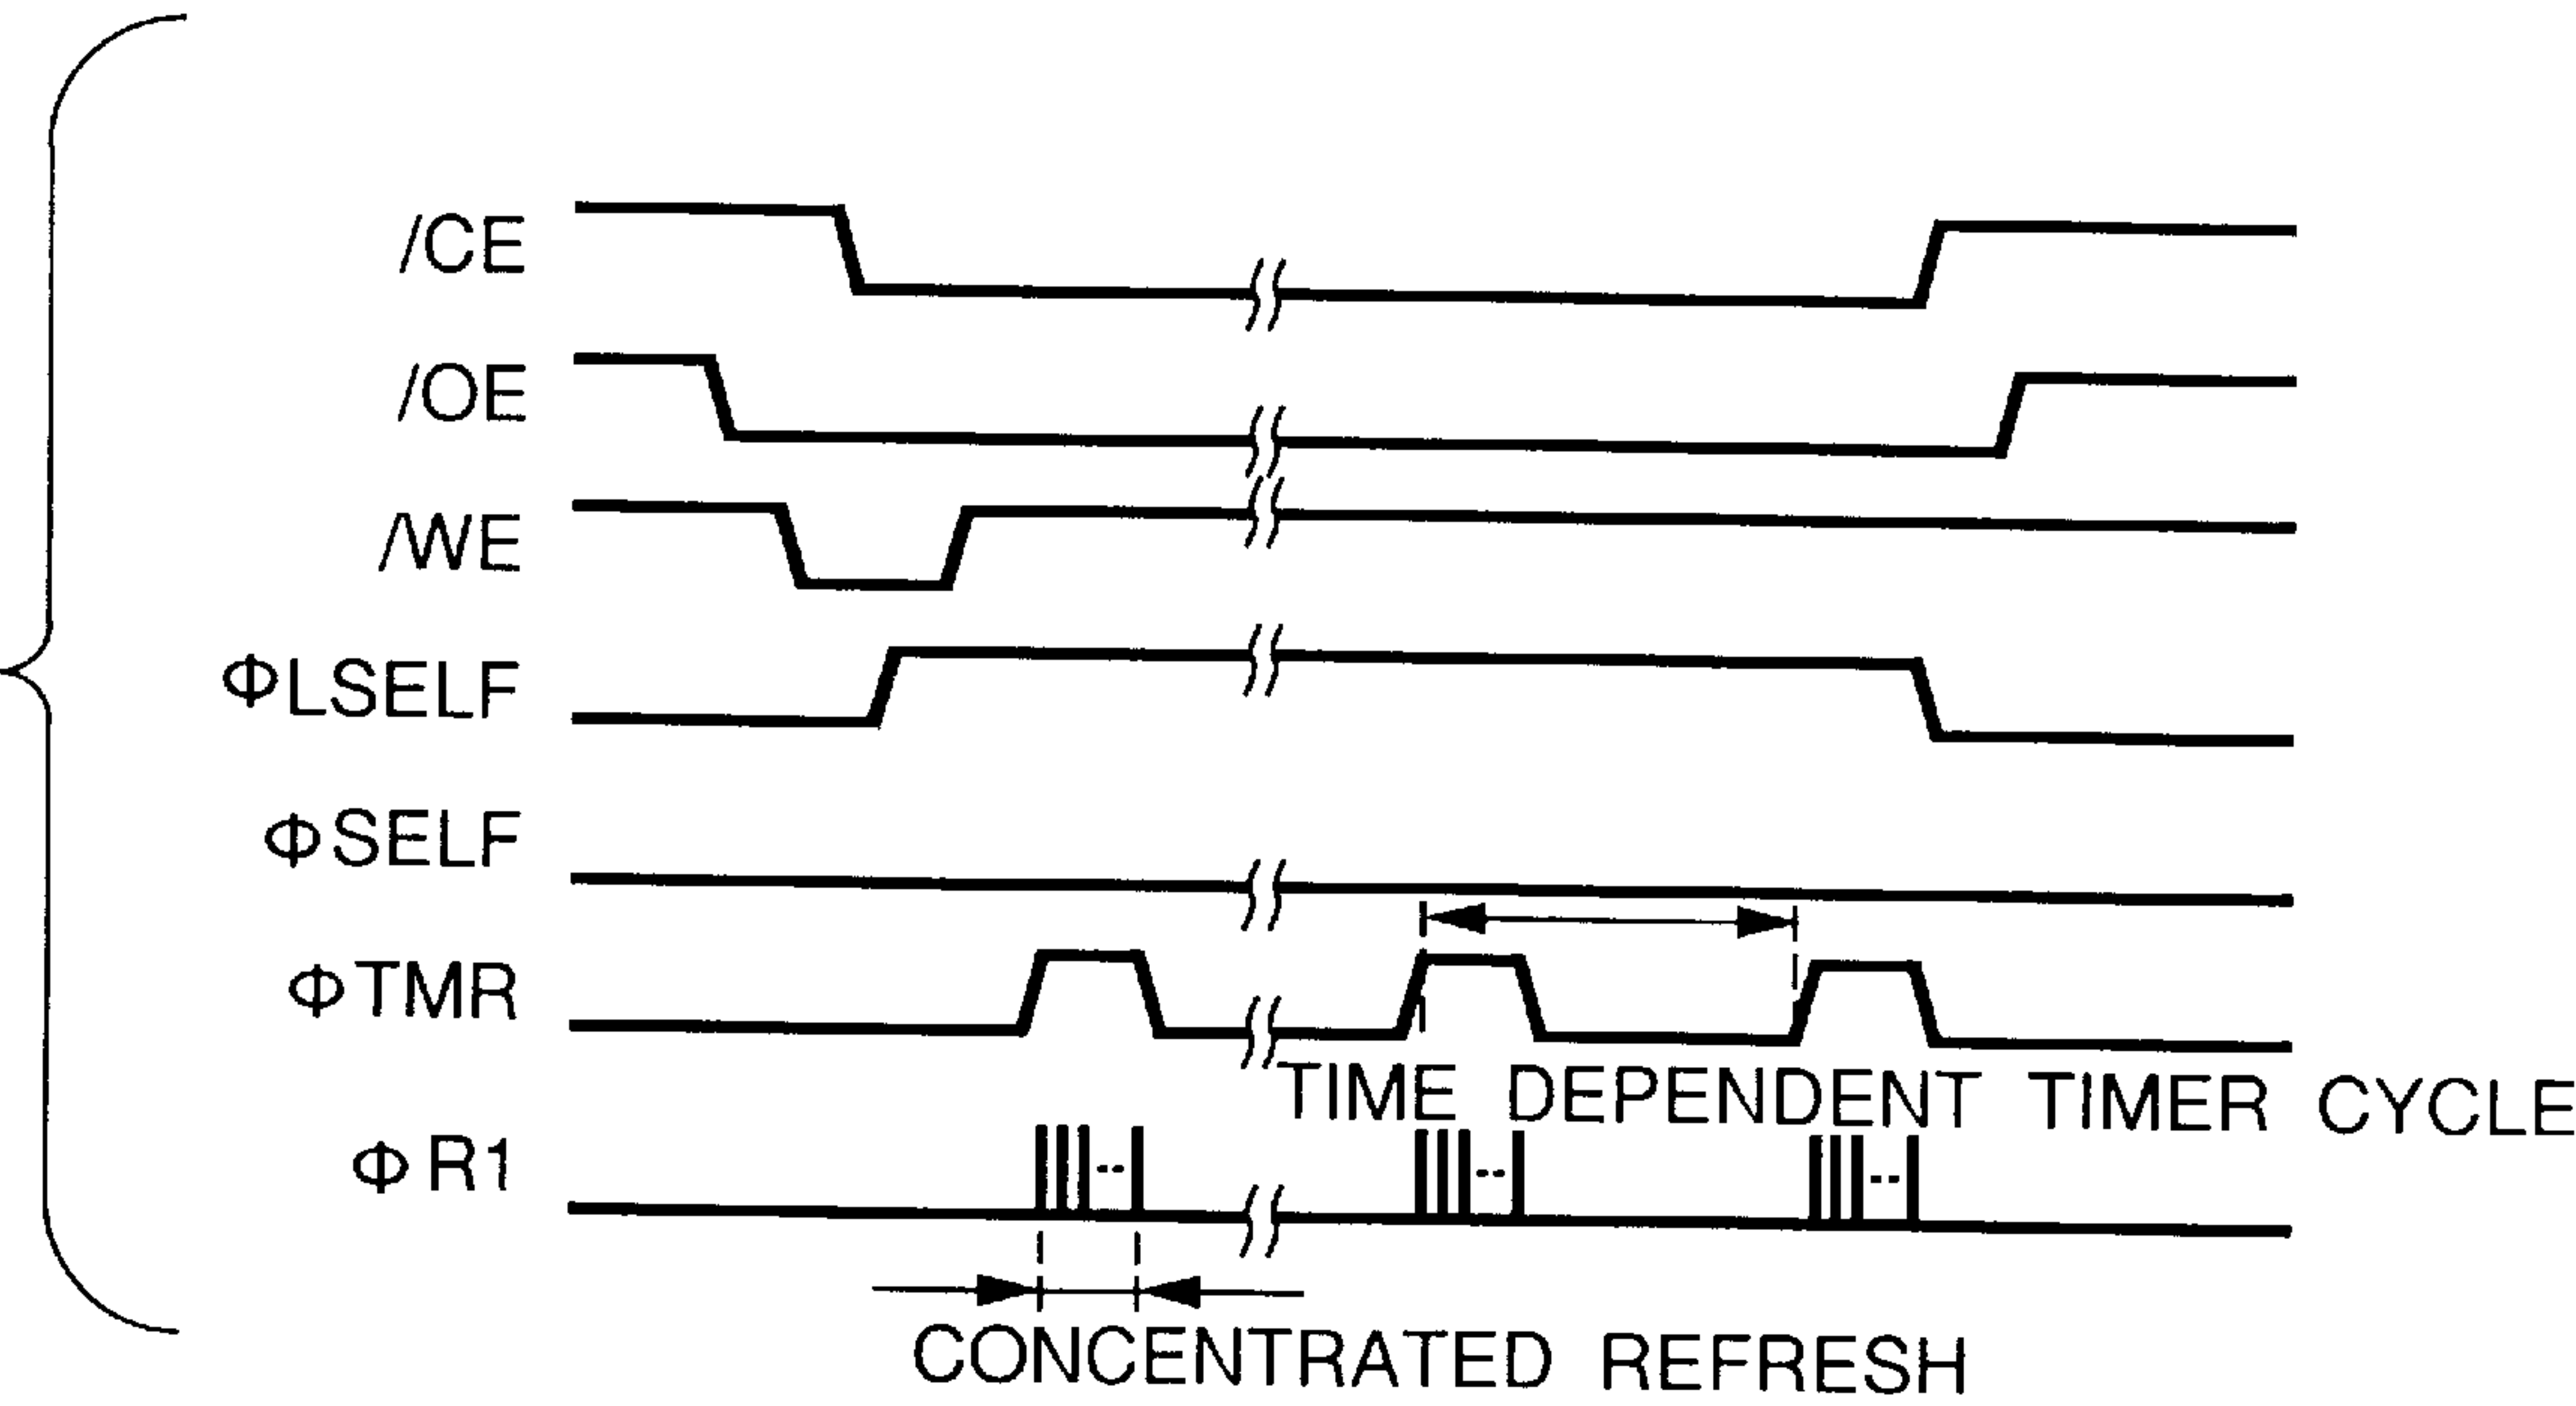 /CE
/OE
/WE
ΦLSELF
ΦSELF
ΦTMR
TIME DEPENDENT TIMER CYCLE
ΦR1
CONCENTRATED REFRESH